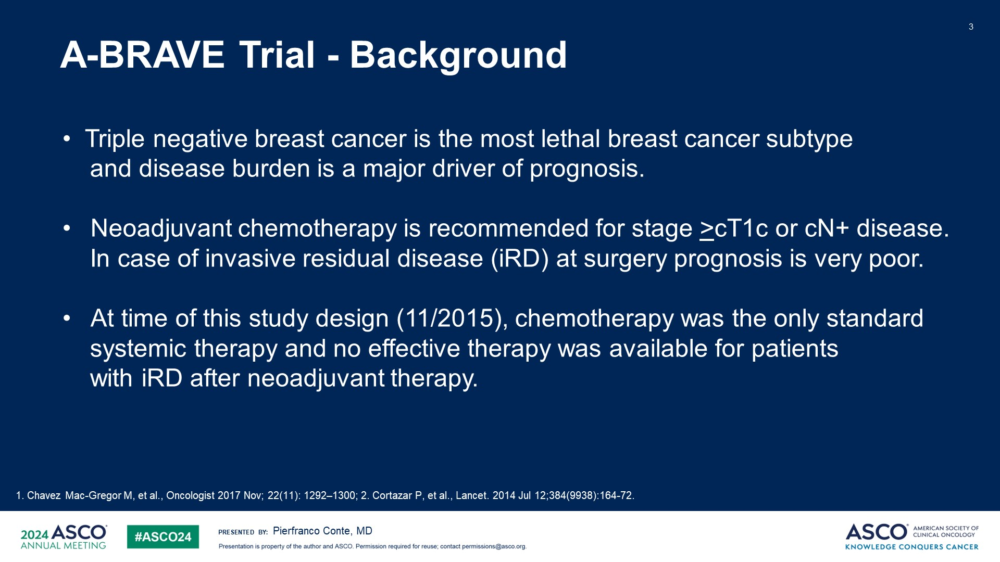 3
A-BRAVE Trial - Background
• Triple negative breast cancer is the most lethal breast cancer subtype
and disease burden is a major driver of prognosis.
• Neoadjuvant chemotherapy is recommended for stage >cT1c or cN+ disease.
In case of invasive residual disease (iRD) at surgery prognosis is very poor.
• At time of this study design (11/2015), chemotherapy was the only standard
systemic therapy and no effective therapy was available for patients
with iRD after neoadjuvant therapy.
1. Chavez Mac-Gregor M, et al., Oncologist 2017 Nov; 22(11): 1292–1300; 2. Cortazar P, et al., Lancet. 2014 Jul 12;384(9938):164-72.
2024 ASCO®
ANNUAL MEETING
#ASCO24
PRESENTED BY: Pierfranco Conte, MD
Presentation is property of the author and ASCO. Permission required for reuse; contact permissions@asco.org.
ASCO® AMERICAN SOCIETY OF
CLINICAL ONCOLOGY
KNOWLEDGE CONQUERS CANCER